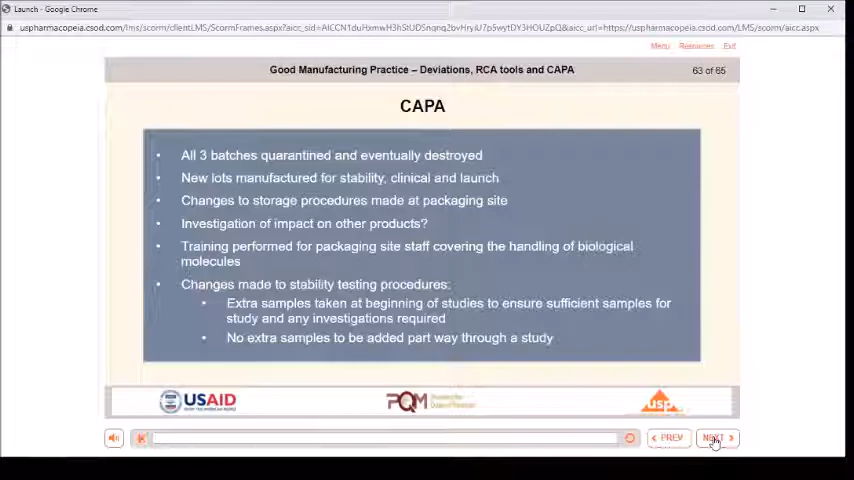 Launch - Google Chrome
Menu Resources Exit
Good Manufacturing Practice – Deviations, RCA tools and CAPA
63 of 65
CAPA
• All 3 batches quarantined and eventually destroyed
• New lots manufactured for stability, clinical and launch
• Changes to storage procedures made at packaging site
• Investigation of impact on other products?
• Training performed for packaging site staff covering the handling of biological
molecules
• Changes made to stability testing procedures:
• Extra samples taken at beginning of studies to ensure sufficient samples for
study and any investigations required
• No extra samples to be added part way through a study
USAID
PQM
usp
PREV
NEXT